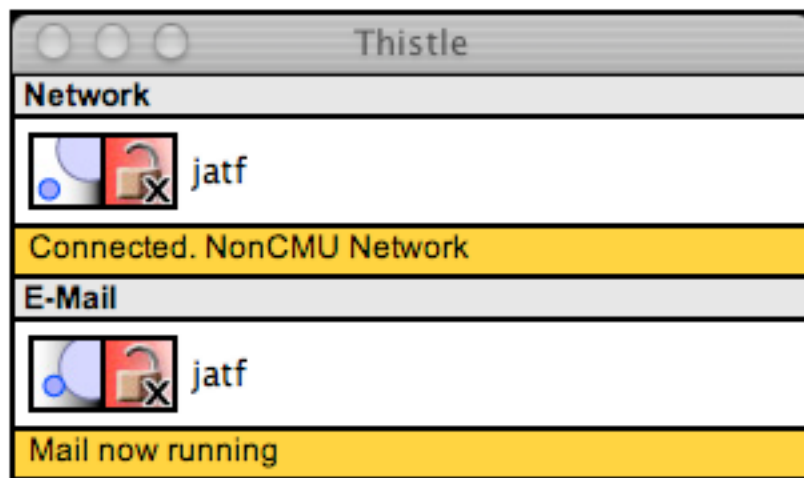 Thistle
Network
jatf
Connected. NonCMU Network
E-Mail
jatf
Mail now running